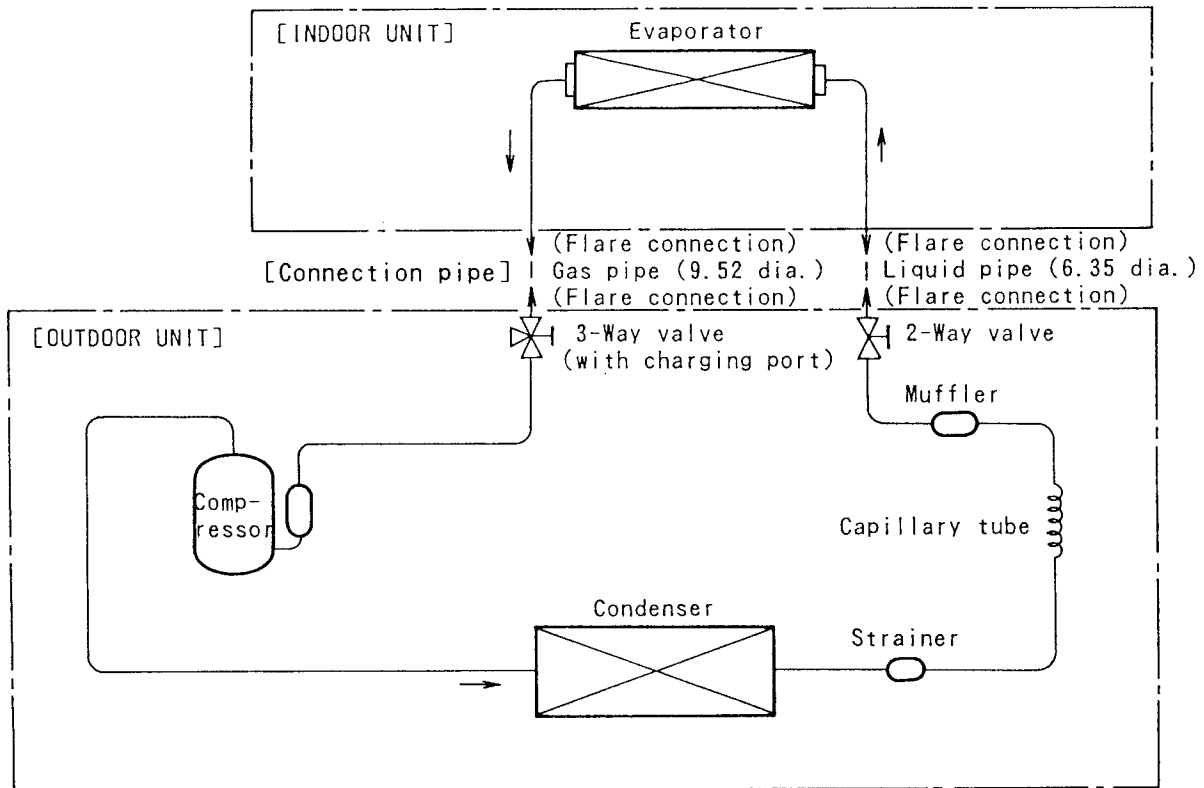 [INDOOR UNIT]
Evaporator
(Flare connection)
(Flare connection)
[Connection pipe]
Gas pipe (9.52 dia.)
Liquid pipe (6.35 dia.)
(Flare connection)
(Flare connection)
[OUTDOOR UNIT]
3-Way valve
(with charging port)
2-Way valve
Muffler
Comp-
ressor
Capillary tube
Condenser
Strainer